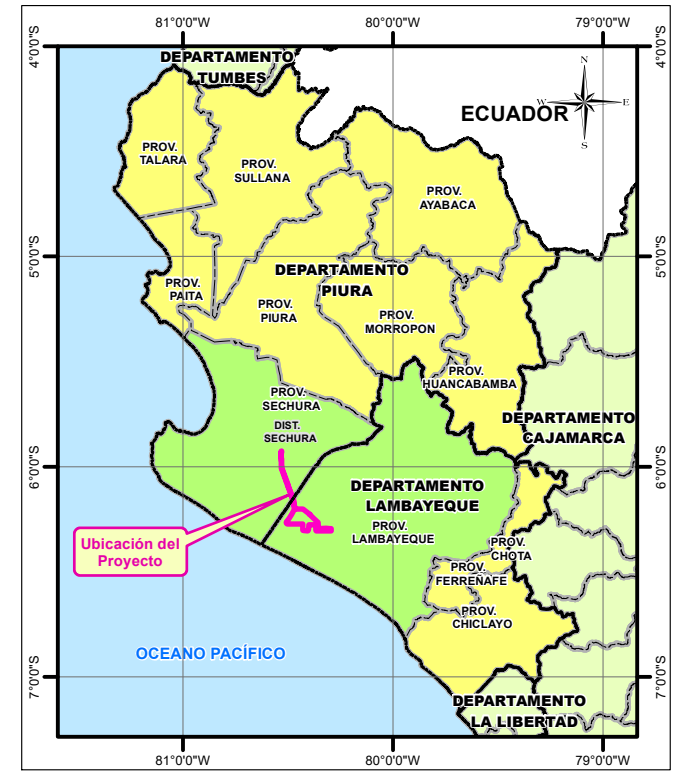 81°0'0"W
80°0'0"W
79°0'0"W
4°0'0"S
4°0'0"S
DEPARTAMENTO
TUMBES
N
W
E
S
ECUADOR
PROV.
TALARA
PROV.
SULLANA
PROV.
AYABACA
5°0'0"S
5°0'0"S
DEPARTAMENTO
PIURA
PROV.
PAITA
PROV.
PIURA
PROV.
MORROPON
PROV.
HUANCABAMBA
PROV.
SECHURA
DIST.
SECHURA
DEPARTAMENTO
CAJAMARCA
6°0'0"S
6°0'0"S
DEPARTAMENTO
LAMBAYEQUE
PROV.
LAMBAYEQUE
Ubicación del
Proyecto
PROV.
CHOTA
PROV.
FERREÑAFE
PROV.
CHICLAYO
OCEANO PACÍFICO
7°0'0"S
7°0'0"S
DEPARTAMENTO
LA LIBERTAD
81°0'0"W
80°0'0"W
79°0'0"W